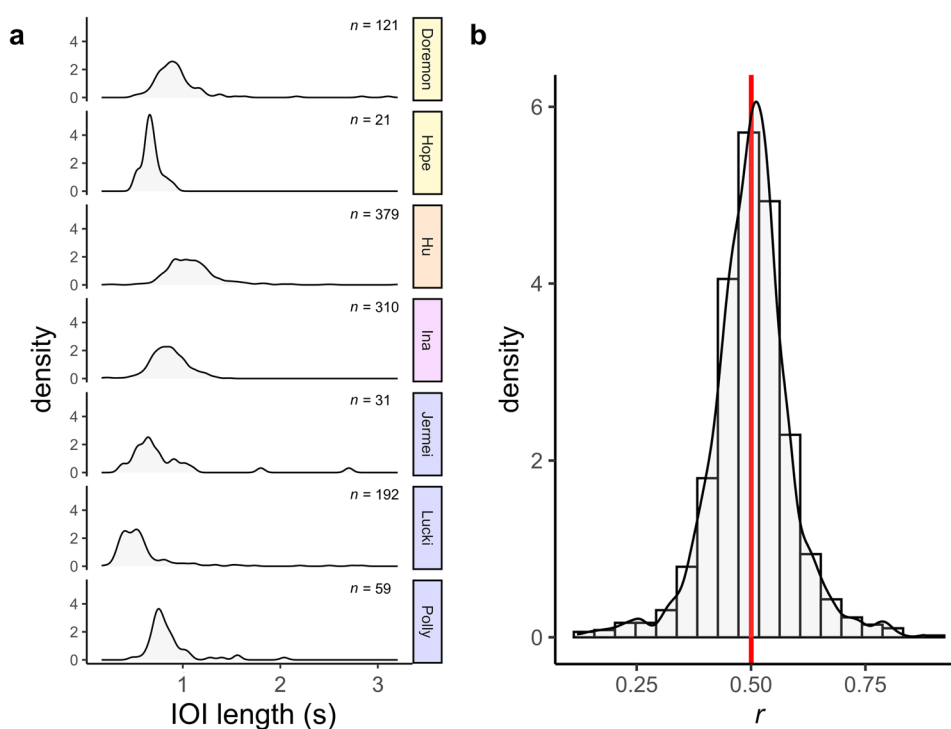 a
n = 121
4
2
0
Doremon
n = 21
4
2
0
Hope
n = 379
4
2
0
Hu
n = 310
4
2
0
Ina
n = 31
4
2
0
Jermei
n = 192
4
2
0
Lucki
n = 59
4
2
0
Polly
density
1 2 3
IOI length (s)
b
6
4
2
0
density
0.25 0.50 0.75
r